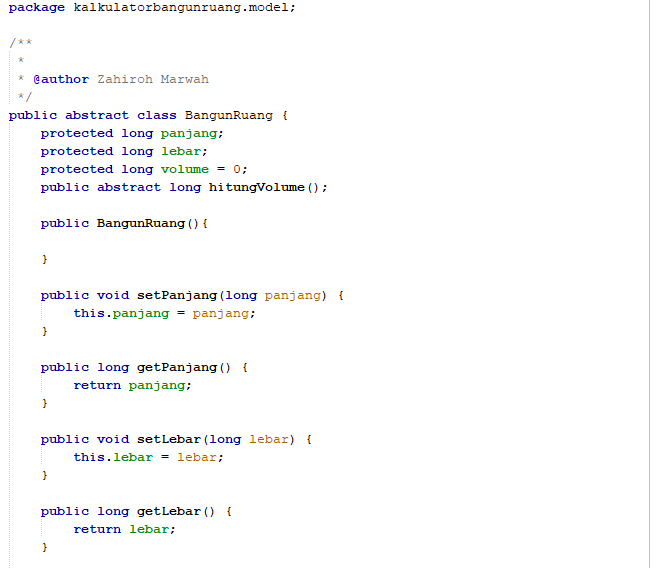 package kalkulatorbangunruang.model;
/**
 *
 * @author Zahiroh Marwah
 */
public abstract class BangunRuang {
    protected long panjang;
    protected long lebar;
    protected long volume = 0;
    public abstract long hitungVolume();
    public BangunRuang(){
    }
    public void setPanjang(long panjang) {
        this.panjang = panjang;
    }
    public long getPanjang() {
        return panjang;
    }
    public void setLebar(long lebar) {
        this.lebar = lebar;
    }
    public long getLebar() {
        return lebar;
    }